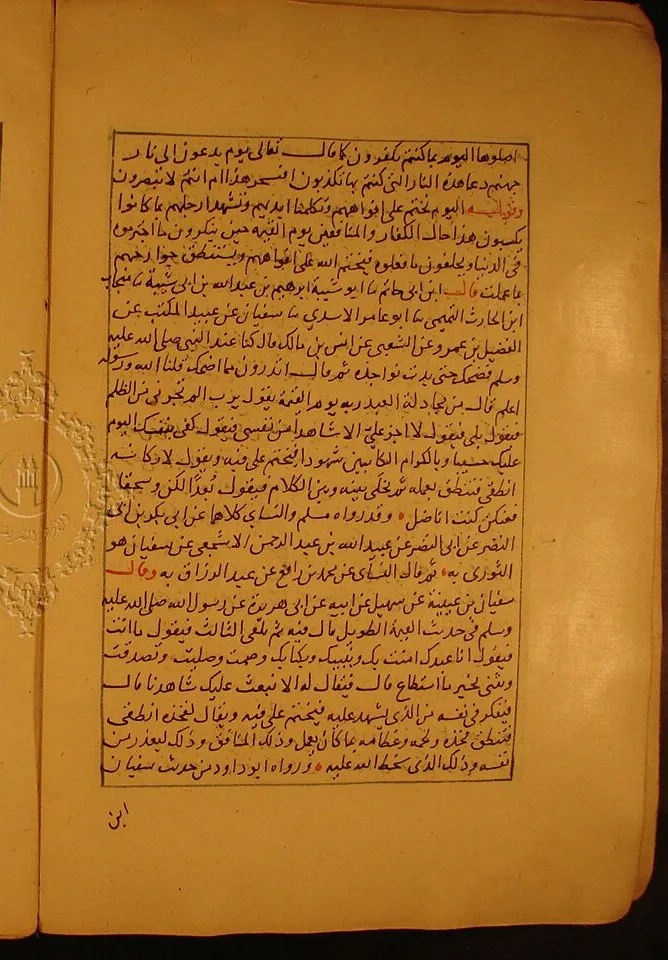 اصلوها اليوم بما كنتم تكفرون كما قال تعالى يوم يدعون الى نار
جهنم دعا هذه النار التي كنتم بها تكذبون افسحر هذا ام انتم لا تبصرون
وقوله اليوم نختم على افواههم وتكلمنا ايديهم وتشهد ارجلهم بما كانوا
يكسبون هذا حال الكفار والمنافقين يوم القيمة حين ينكرون ما اجترموه
في الدنيا ويحلفون ما فعلوه فيختم الله على افواههم ويستنطق جوارحهم
بما عملت قال ابن ابي حاتم ثنا ابو شيبة ابرهيم بن عبد الله بن ابي شيبة ثنا منجاب
ابن الحارث التميمي ثنا ابو عامر الاسدي ثنا سفيان عن عبيد المكتب عن
الفضيل بن عمرو عن الشعبي عن انس بن مالك قال كنا عند النبي صلى الله عليه
وسلم فضحك حتى بدت نواجذه ثم قال اتدرون مما اضحك قلنا الله ورسوله
اعلم قال من مجادلة العبد ربه يوم القيمة يقول يرب الم تجرني من الظلم
فيقول بلى فيقول لا اجز علي الا شاهدا من نفسي فيقول كفى بنفسك اليوم
عليك حسيبا وبالكرام الكاتبين شهودا فيختم على فيه ويقول لاركانه
انطقي فتنطق بعمله ثم يخلى بينه وبين الكلام فيقول بعدا لكن وسحقا
فعنكن كنت اناضل وقد رواه مسلم والنساي كلاهما عن ابي بكر بن ابي
النضر عن ابي النضر عن عبيد الله بن عبد الرحمن الاشجعي عن سفيان هو
الثوري به ثم قال النساي عن محمد بن رافع عن عبد الرزاق به وقال
سفيان بن عيينة عن سهيل عن ابيه عن ابي هريرة عن رسول الله صلى الله عليه
وسلم في حديث القيمة الطويل قال فيه ثم يلقى الثالث فيقول ما انت
فيقول انا عبدك امنت بك وبنبيك وبكتابك وصمت وصليت وتصدقت
ويثني بخير ما استطاع قال فيقال له الا نبعث عليك شاهدنا قال
فيفكر في نفسه من الذي يشهد عليه فيختم على فيه ويقال لفخذه انطقي
فتنطق فخذه ولحمه وعظامه بما كان يعمل وذلك المنافق وذلك ليعذر من
نفسه وذلك الذي سخط الله عليه ورواه ابو داود من حديث سفيان
ابن